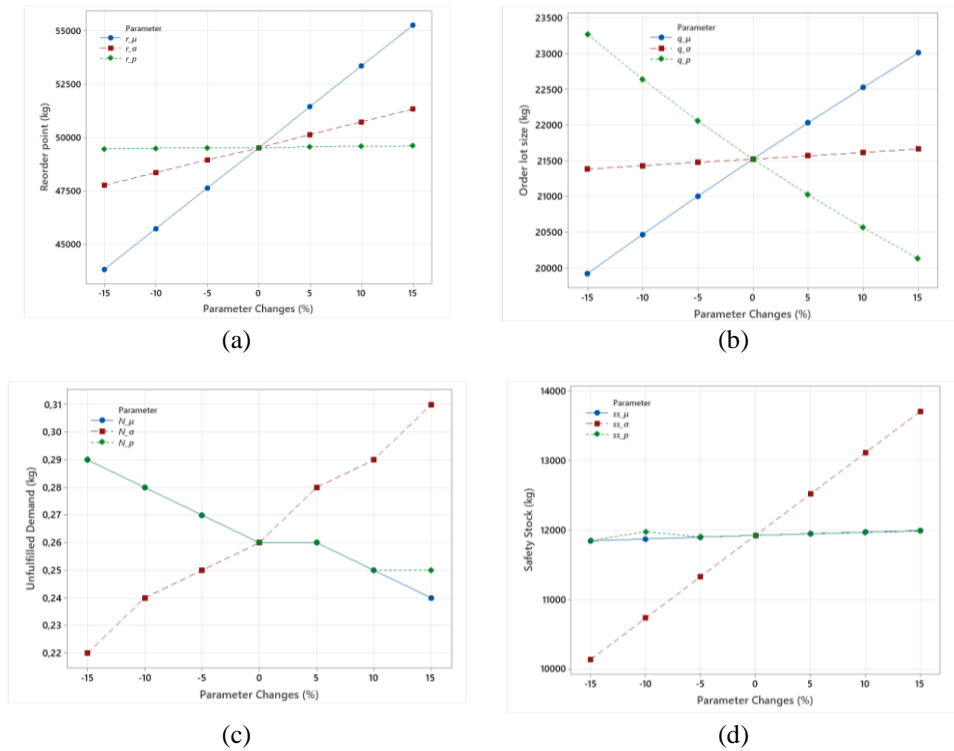 Parameter
r_μ
r_σ
r_p
55000
52500
50000
47500
45000
Reorder point (kg)
-15 -10 -5 0 5 10 15
Parameter Changes (%)
(a)
Parameter
q_μ
q_σ
q_p
23500
23000
22500
22000
21500
21000
20500
20000
Order lot size (kg)
-15 -10 -5 0 5 10 15
Parameter Changes (%)
(b)
Parameter
N_μ
N_σ
N_p
0,31
0,30
0,29
0,28
0,27
0,26
0,25
0,24
0,23
0,22
Unfulfilled Demand (kg)
-15 -10 -5 0 5 10 15
Parameter Changes (%)
(c)
Parameter
ss_μ
ss_σ
ss_p
14000
13000
12000
11000
10000
Safety Stock (kg)
-15 -10 -5 0 5 10 15
Parameter Changes (%)
(d)